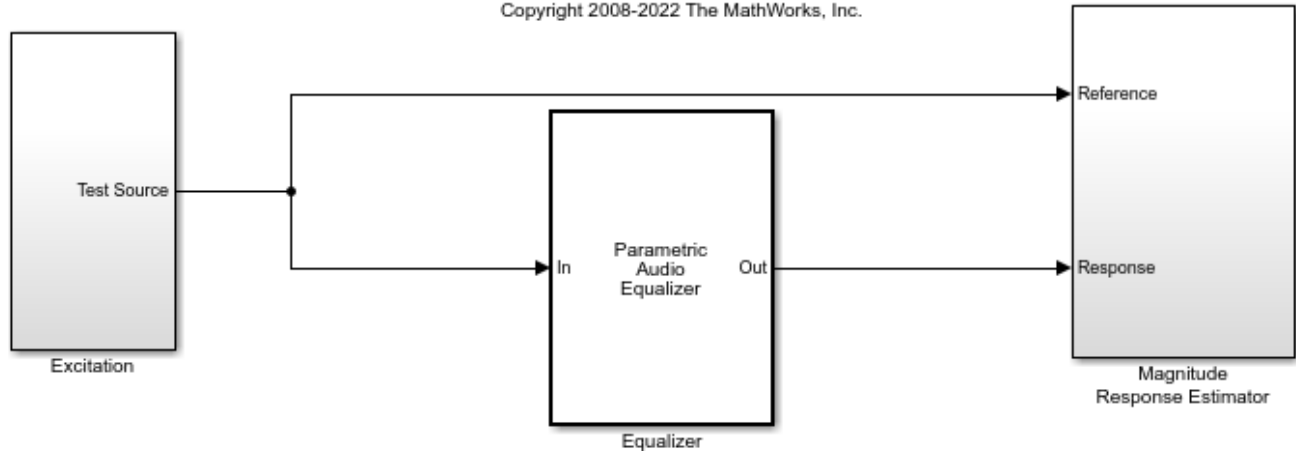 Copyright 2008-2022 The MathWorks, Inc.
Test Source
Excitation
In
Parametric
Audio
Equalizer
Out
Equalizer
Reference
Response
Magnitude
Response Estimator